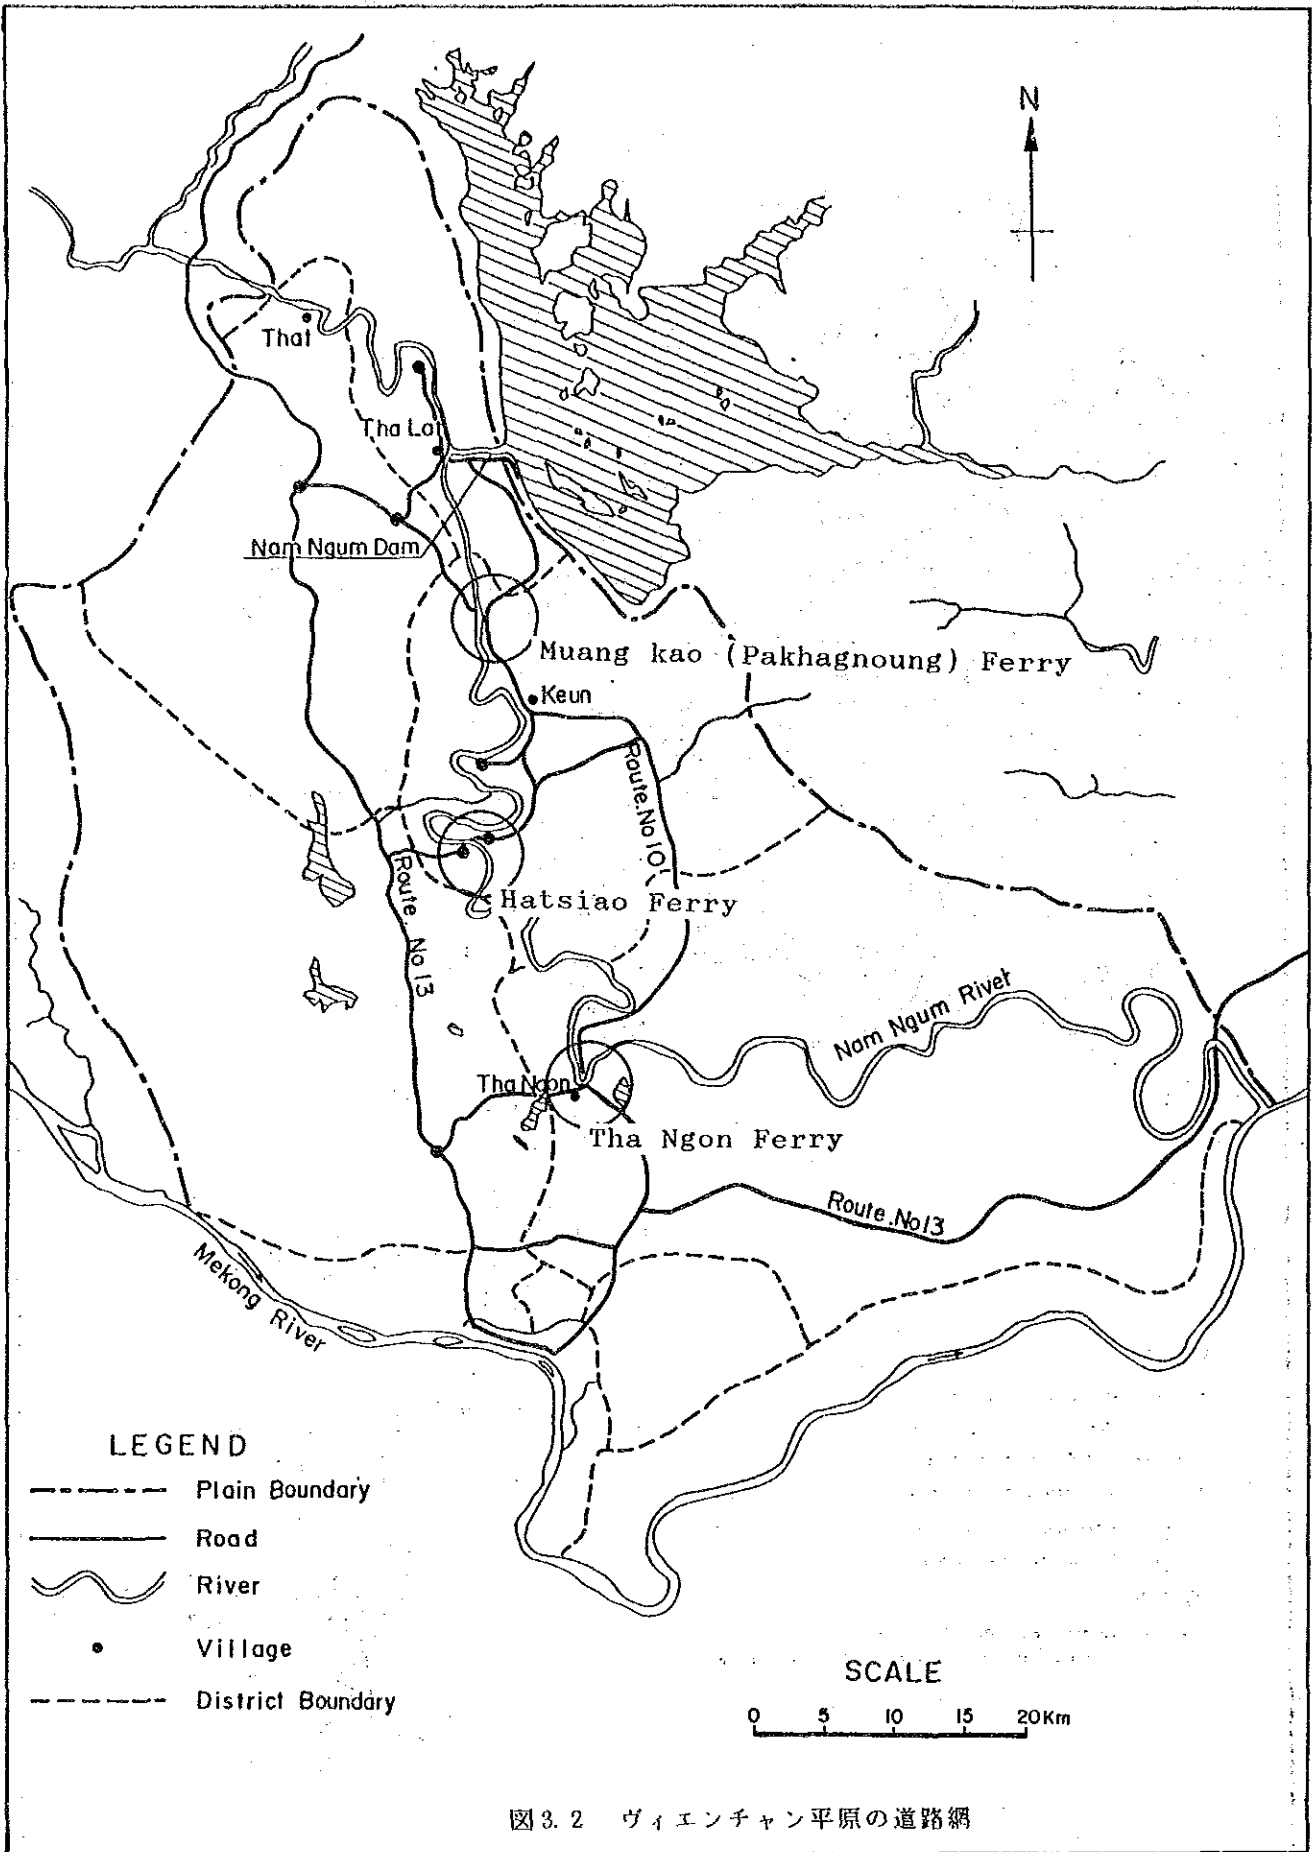 N
That
Tha Lat
Nam Ngum Dam
Muang kao (Pakhagnoung) Ferry
Keun
Route.No 10
Route. No 13
Hatsiao Ferry
Nam Ngum River
Tha Ngon
Tha Ngon Ferry
Route.No13
Mekong River
LEGEND
Plain Boundary
Road
River
Village
District Boundary
SCALE
0 5 10 15 20Km
図3.2 ヴィエンチャン平原の道路網